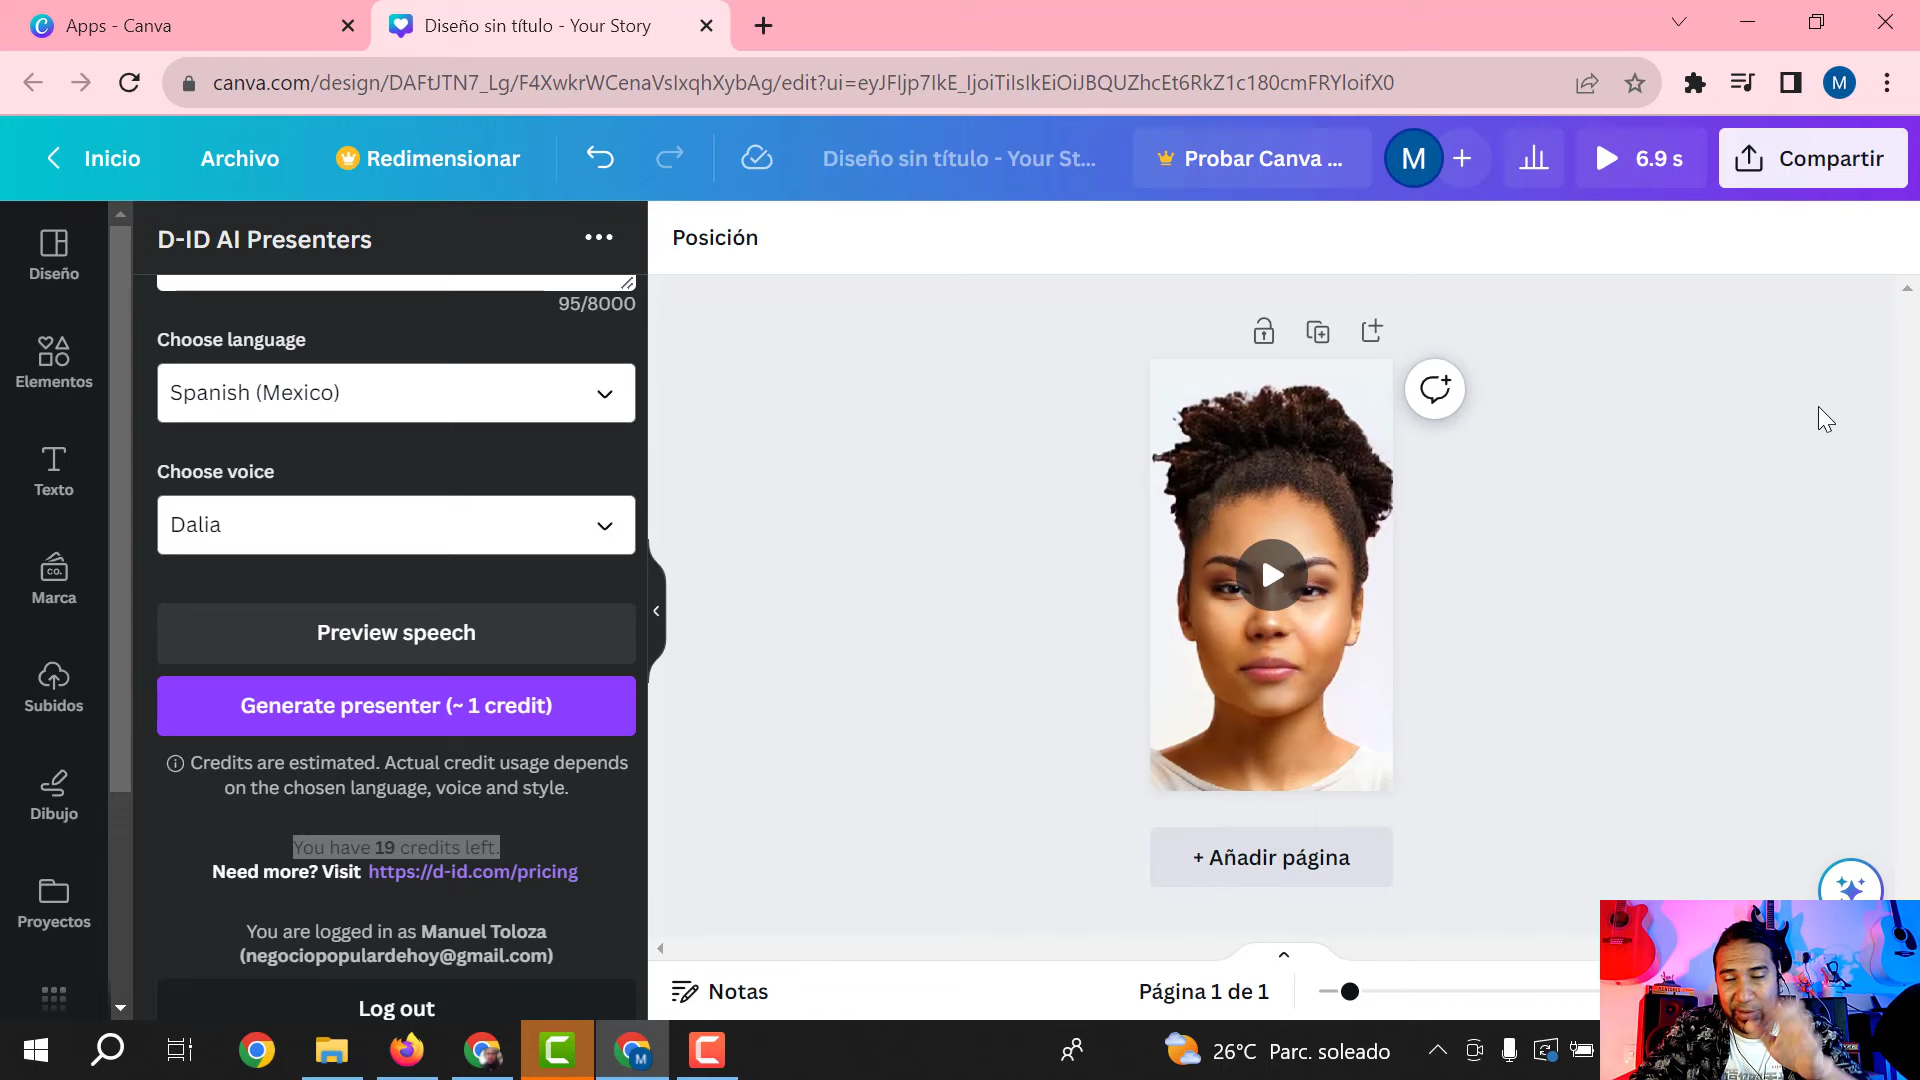 Apps - Canva
Diseño sin título - Your Story
canva.com/design/DAFtJTN7_Lg/F4XwkrWCenaVsIxqhXybAg/edit?ui=eyJFIjp7IkE_IjoiTiIsIkEiOiJBQUZhcEt6RkZ1c180cmFRYloifX0
M
Inicio
Archivo
Redimensionar
Diseño sin título - Your St...
Probar Canva ...
M
6.9 s
Compartir
Diseño
Elementos
Texto
CO.
Marca
Subidos
Dibujo
Proyectos
D-ID AI Presenters
95/8000
Choose language
Spanish (Mexico)
Choose voice
Dalia
Preview speech
Generate presenter (~ 1 credit)
Credits are estimated. Actual credit usage depends
on the chosen language, voice and style.
You have 19 credits left.
Need more? Visit https://d-id.com/pricing
You are logged in as Manuel Toloza
(negociopopulardehoy@gmail.com)
Log out
Posición
+ Añadir página
Notas
Página 1 de 1
M
26°C Parc. soleado